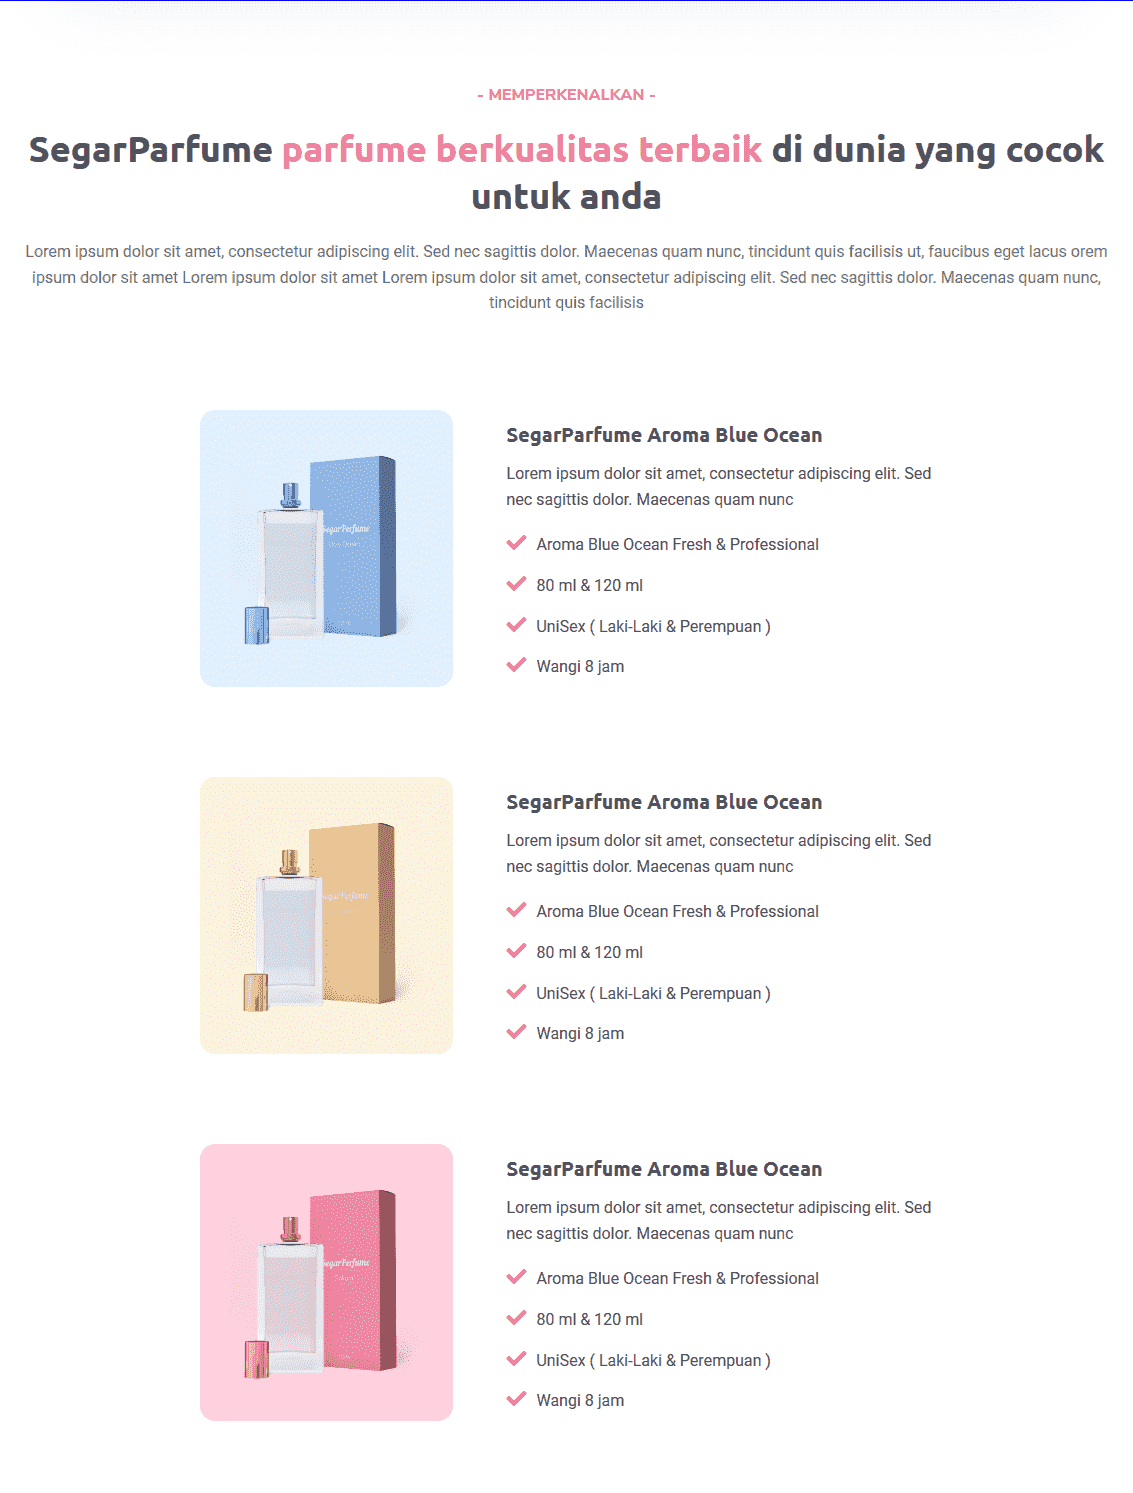 - MEMPERKENALKAN -
SegarParfume parfume berkualitas terbaik di dunia yang cocok
untuk anda
Lorem ipsum dolor sit amet, consectetur adipiscing elit. Sed nec sagittis dolor. Maecenas quam nunc, tincidunt quis facilisis ut, faucibus eget lacus orem
ipsum dolor sit amet Lorem ipsum dolor sit amet Lorem ipsum dolor sit amet, consectetur adipiscing elit. Sed nec sagittis dolor. Maecenas quam nunc,
tincidunt quis facilisis
SegarPerfume
SegarParfume Aroma Blue Ocean
Lorem ipsum dolor sit amet, consectetur adipiscing elit. Sed
nec sagittis dolor. Maecenas quam nunc
Aroma Blue Ocean Fresh & Professional
80 ml & 120 ml
UniSex ( Laki-Laki & Perempuan )
Wangi 8 jam
SegarPerfume
SegarParfume Aroma Blue Ocean
Lorem ipsum dolor sit amet, consectetur adipiscing elit. Sed
nec sagittis dolor. Maecenas quam nunc
Aroma Blue Ocean Fresh & Professional
80 ml & 120 ml
UniSex ( Laki-Laki & Perempuan )
Wangi 8 jam
SegarPerfume
SegarParfume Aroma Blue Ocean
Lorem ipsum dolor sit amet, consectetur adipiscing elit. Sed
nec sagittis dolor. Maecenas quam nunc
Aroma Blue Ocean Fresh & Professional
80 ml & 120 ml
UniSex ( Laki-Laki & Perempuan )
Wangi 8 jam